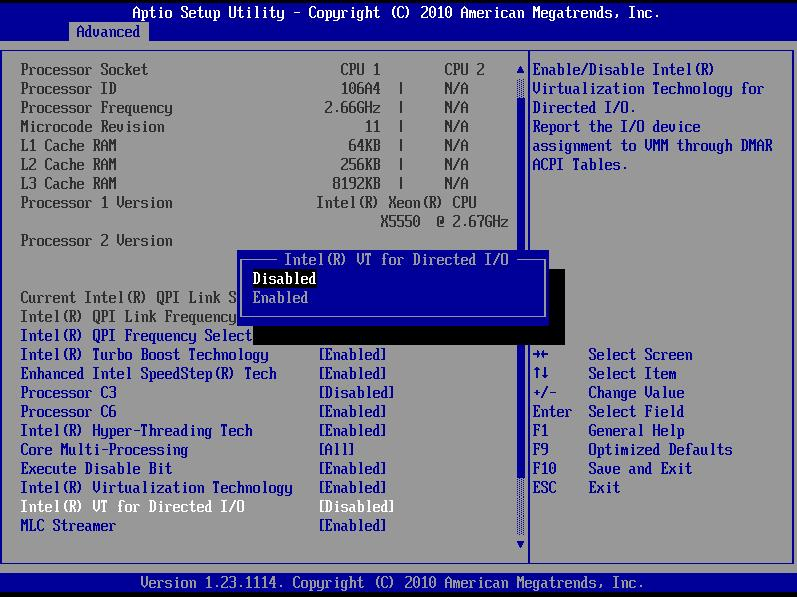 Aptio Setup Utility - Copyright (C) 2010 American Megatrends, Inc.
Advanced
Processor Socket CPU 1 CPU 2
Processor ID 106A4 | N/A
Processor Frequency 2.66GHz | N/A
Microcode Revision 11 | N/A
L1 Cache RAM 64KB | N/A
L2 Cache RAM 256KB | N/A
L3 Cache RAM 8192KB | N/A
Processor 1 Version Intel(R) Xeon(R) CPU
X5550 @ 2.67GHz
Processor 2 Version
Current Intel(R) QPI Link S
Intel(R) QPI Link Frequency
Intel(R) QPI Frequency Select
Intel(R) Turbo Boost Technology [Enabled]
Enhanced Intel SpeedStep(R) Tech [Enabled]
Processor C3 [Disabled]
Processor C6 [Enabled]
Intel(R) Hyper-Threading Tech [Enabled]
Core Multi-Processing [All]
Execute Disable Bit [Enabled]
Intel(R) Virtualization Technology [Enabled]
Intel(R) VT for Directed I/O [Disabled]
MLC Streamer [Enabled]
Intel(R) VT for Directed I/O
Disabled
Enabled
Enable/Disable Intel(R)
Virtualization Technology for
Directed I/O.
Report the I/O device
assignment to VMM through DMAR
ACPI Tables.
→← Select Screen
↑↓ Select Item
+/- Change Value
Enter Select Field
F1 General Help
F9 Optimized Defaults
F10 Save and Exit
ESC Exit
Version 1.23.1114. Copyright (C) 2010 American Megatrends, Inc.